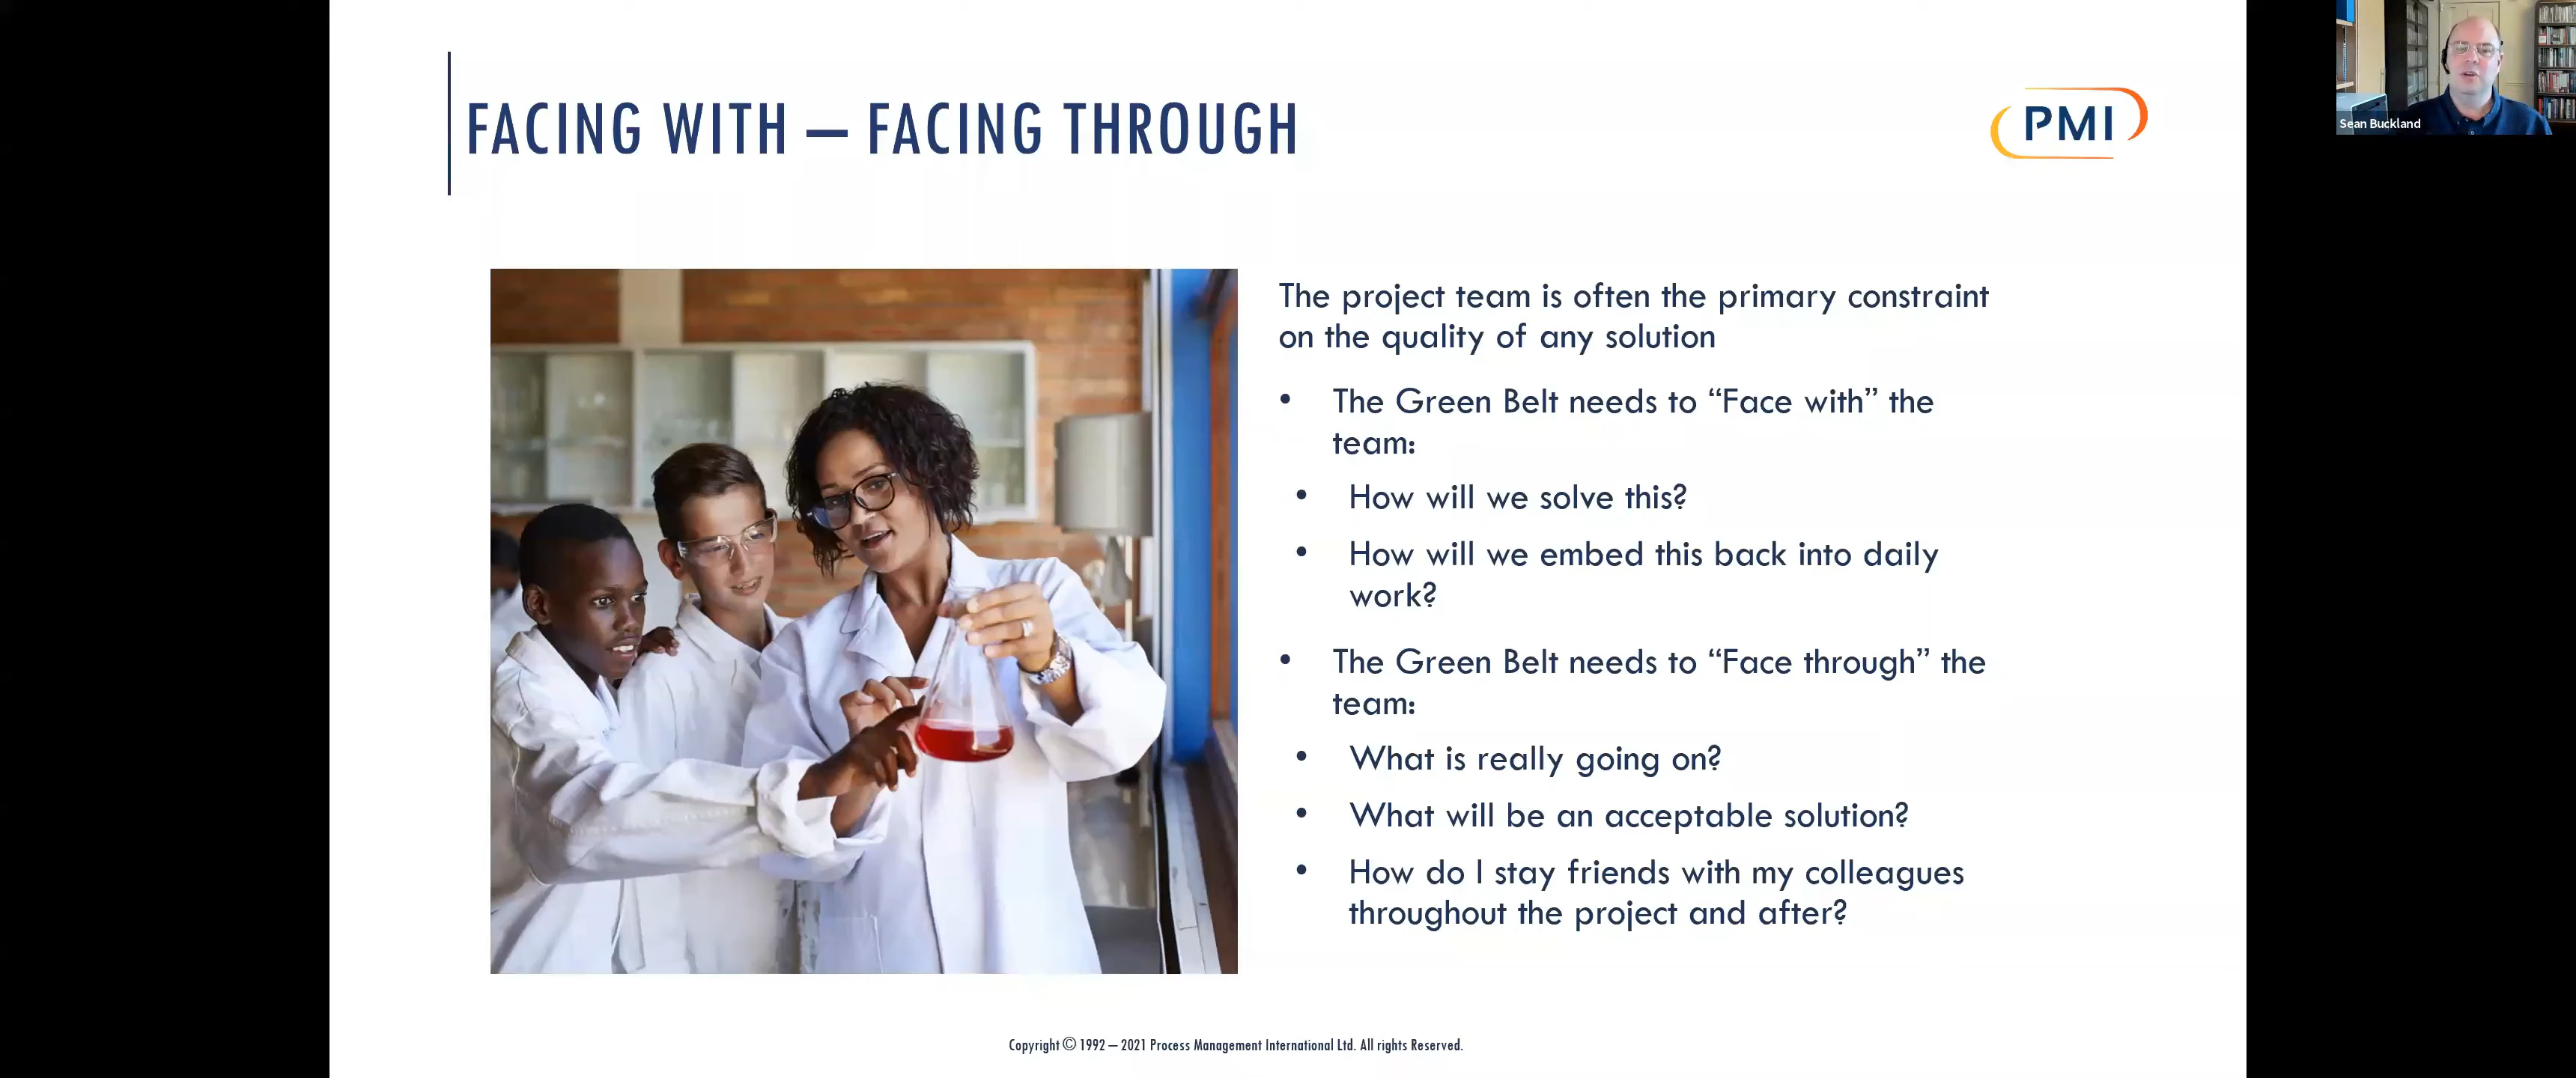 FACING WITH – FACING THROUGH
PMI
Sean Buckland
The project team is often the primary constraint
on the quality of any solution
• The Green Belt needs to “Face with” the
team:
• How will we solve this?
• How will we embed this back into daily
work?
• The Green Belt needs to “Face through” the
team:
• What is really going on?
• What will be an acceptable solution?
• How do I stay friends with my colleagues
throughout the project and after?
Copyright © 1992 – 2021 Process Management International Ltd. All rights Reserved.